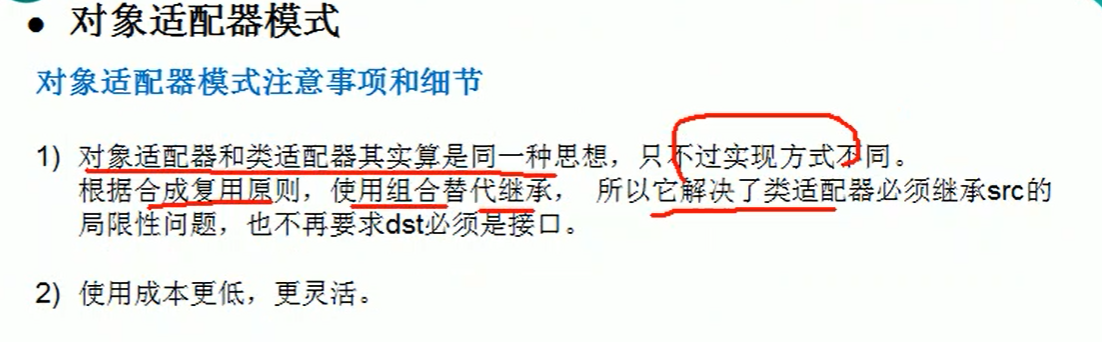 ● 对象适配器模式
对象适配器模式注意事项和细节
1) 对象适配器和类适配器其实算是同一种思想，只不过实现方式不同。
根据合成复用原则，使用组合替代继承， 所以它解决了类适配器必须继承src的
局限性问题，也不再要求dst必须是接口。
2) 使用成本更低，更灵活。